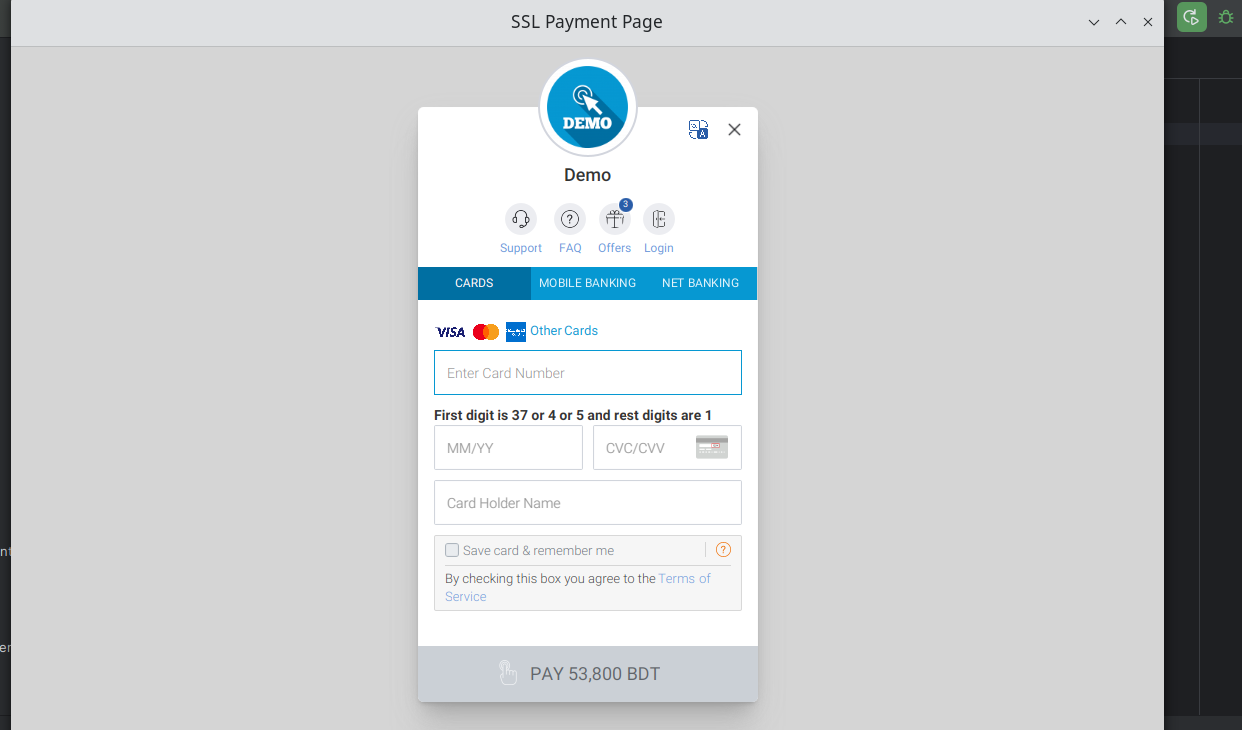 SSL Payment Page
DEMO
Demo
3
Support FAQ Offers Login
CARDS MOBILE BANKING NET BANKING
VISA Other Cards
Enter Card Number
First digit is 37 or 4 or 5 and rest digits are 1
MM/YY CVC/CVV
Card Holder Name
Save card & remember me ?
By checking this box you agree to the Terms of
Service
PAY 53,800 BDT